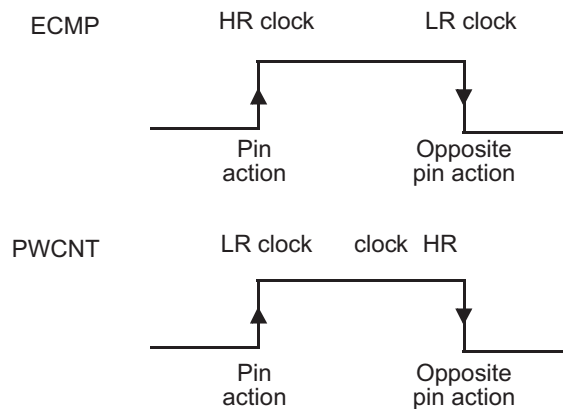 ECMP HR clock LR clock
Pin action Opposite pin action
PWCNT LR clock clock HR
Pin action Opposite pin action